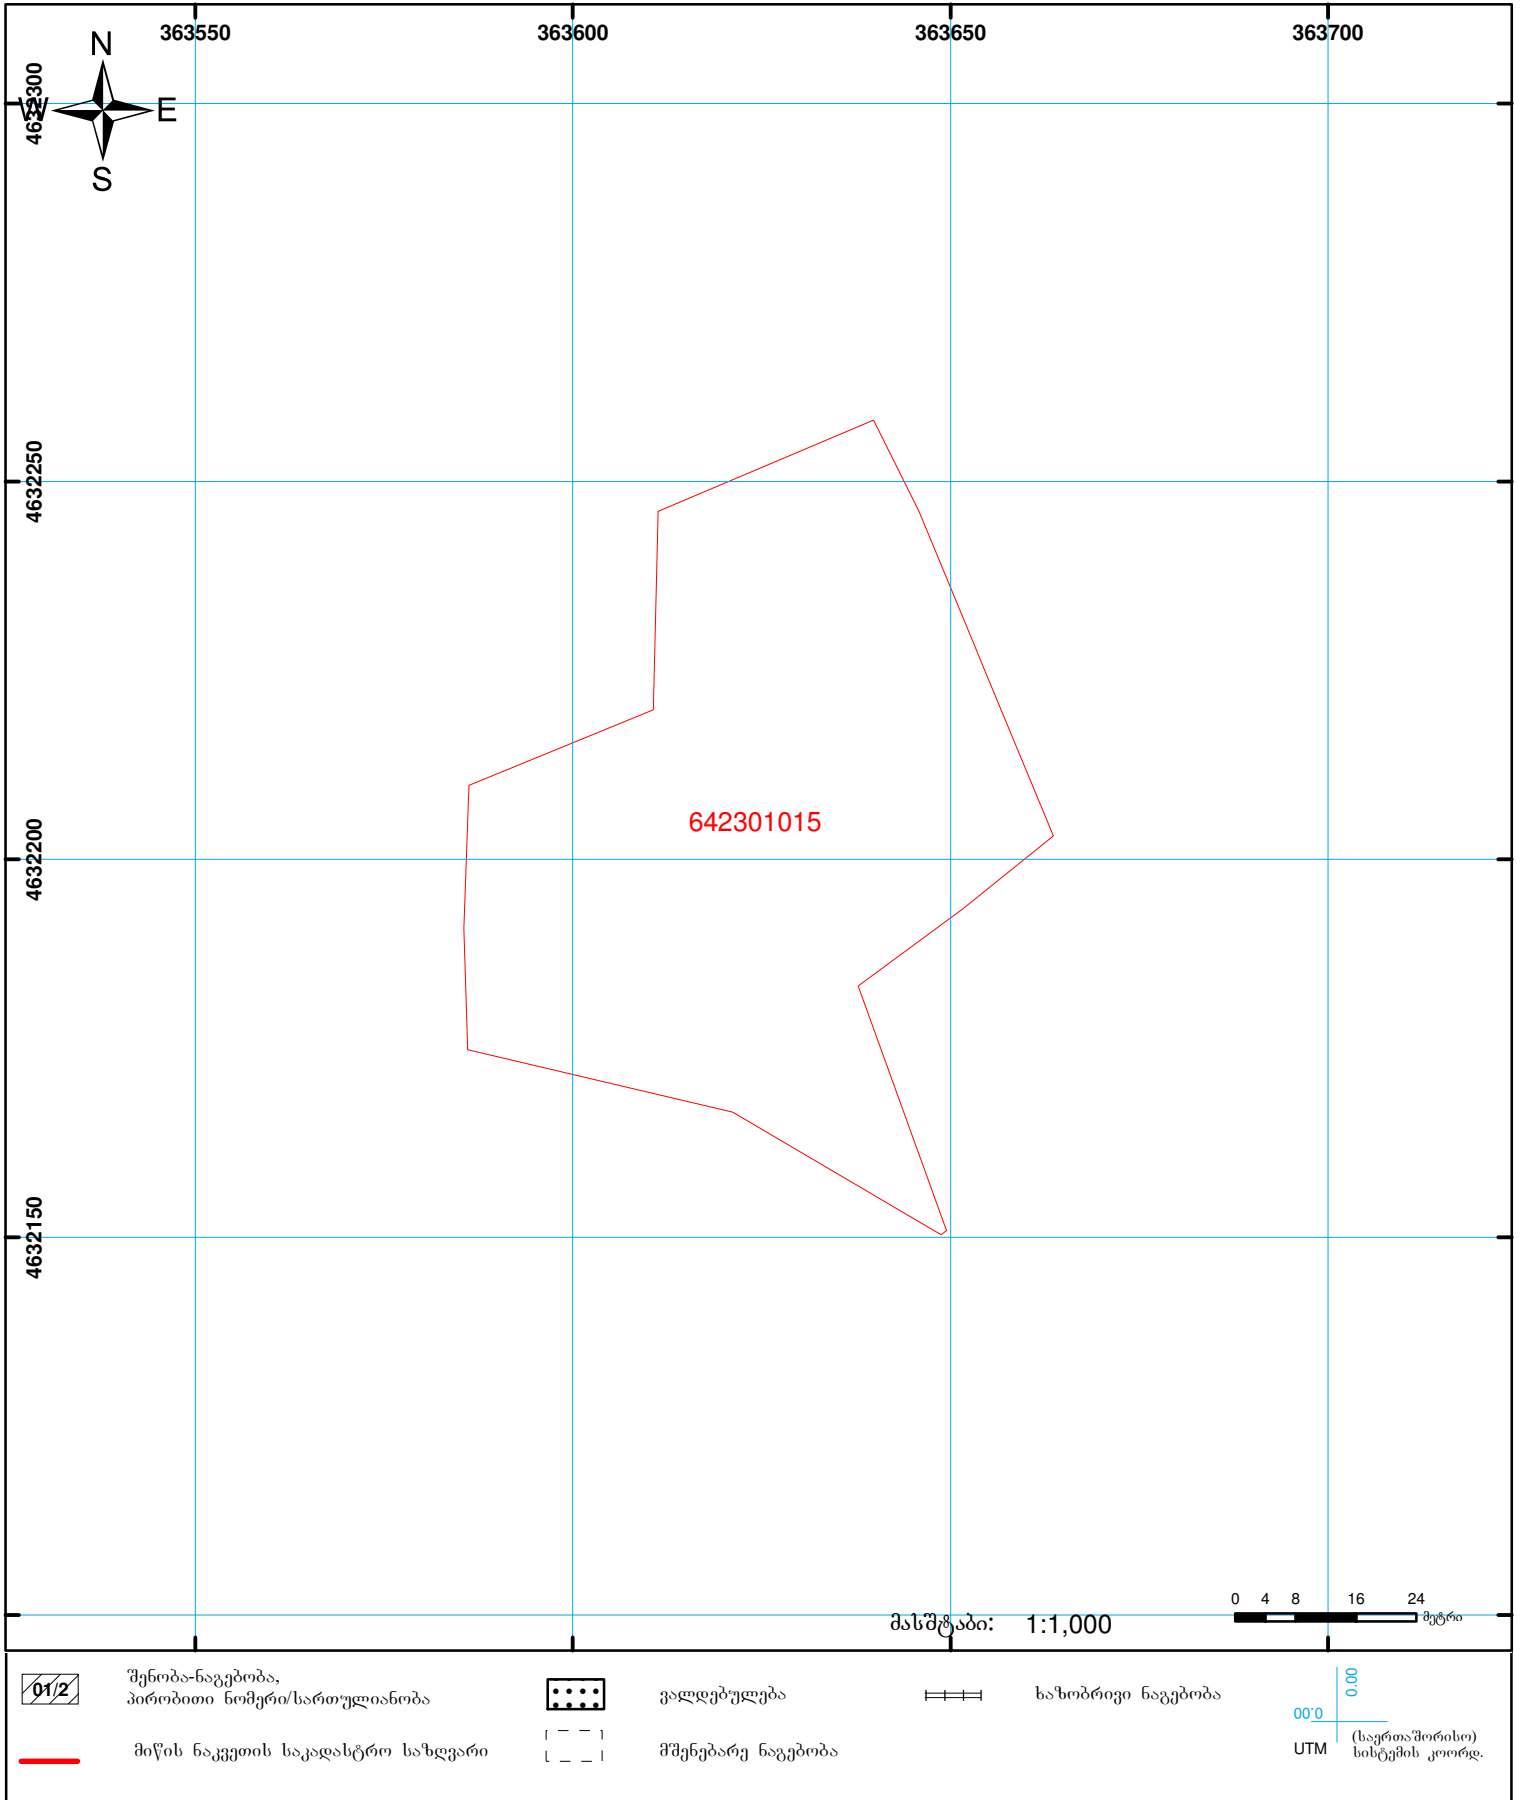 363550
363600
363650
363700
N
W
E
S
4632300
4632250
4632200
4632150
642301015
მასშტაბი: 1:1,000
0 4 8 16 24
მეტრი
01/2
შენობა-ნაგებობა,
პირობითი ნომერი/სართულიანობა
ვალდებულება
ხაზობრივი ნაგებობა
მიწის ნაკვეთის საკადასტრო საზღვარი
მშენებარე ნაგებობა
0.00
0.00
UTM
(საერთაშორისო)
სისტემის კოორდ.